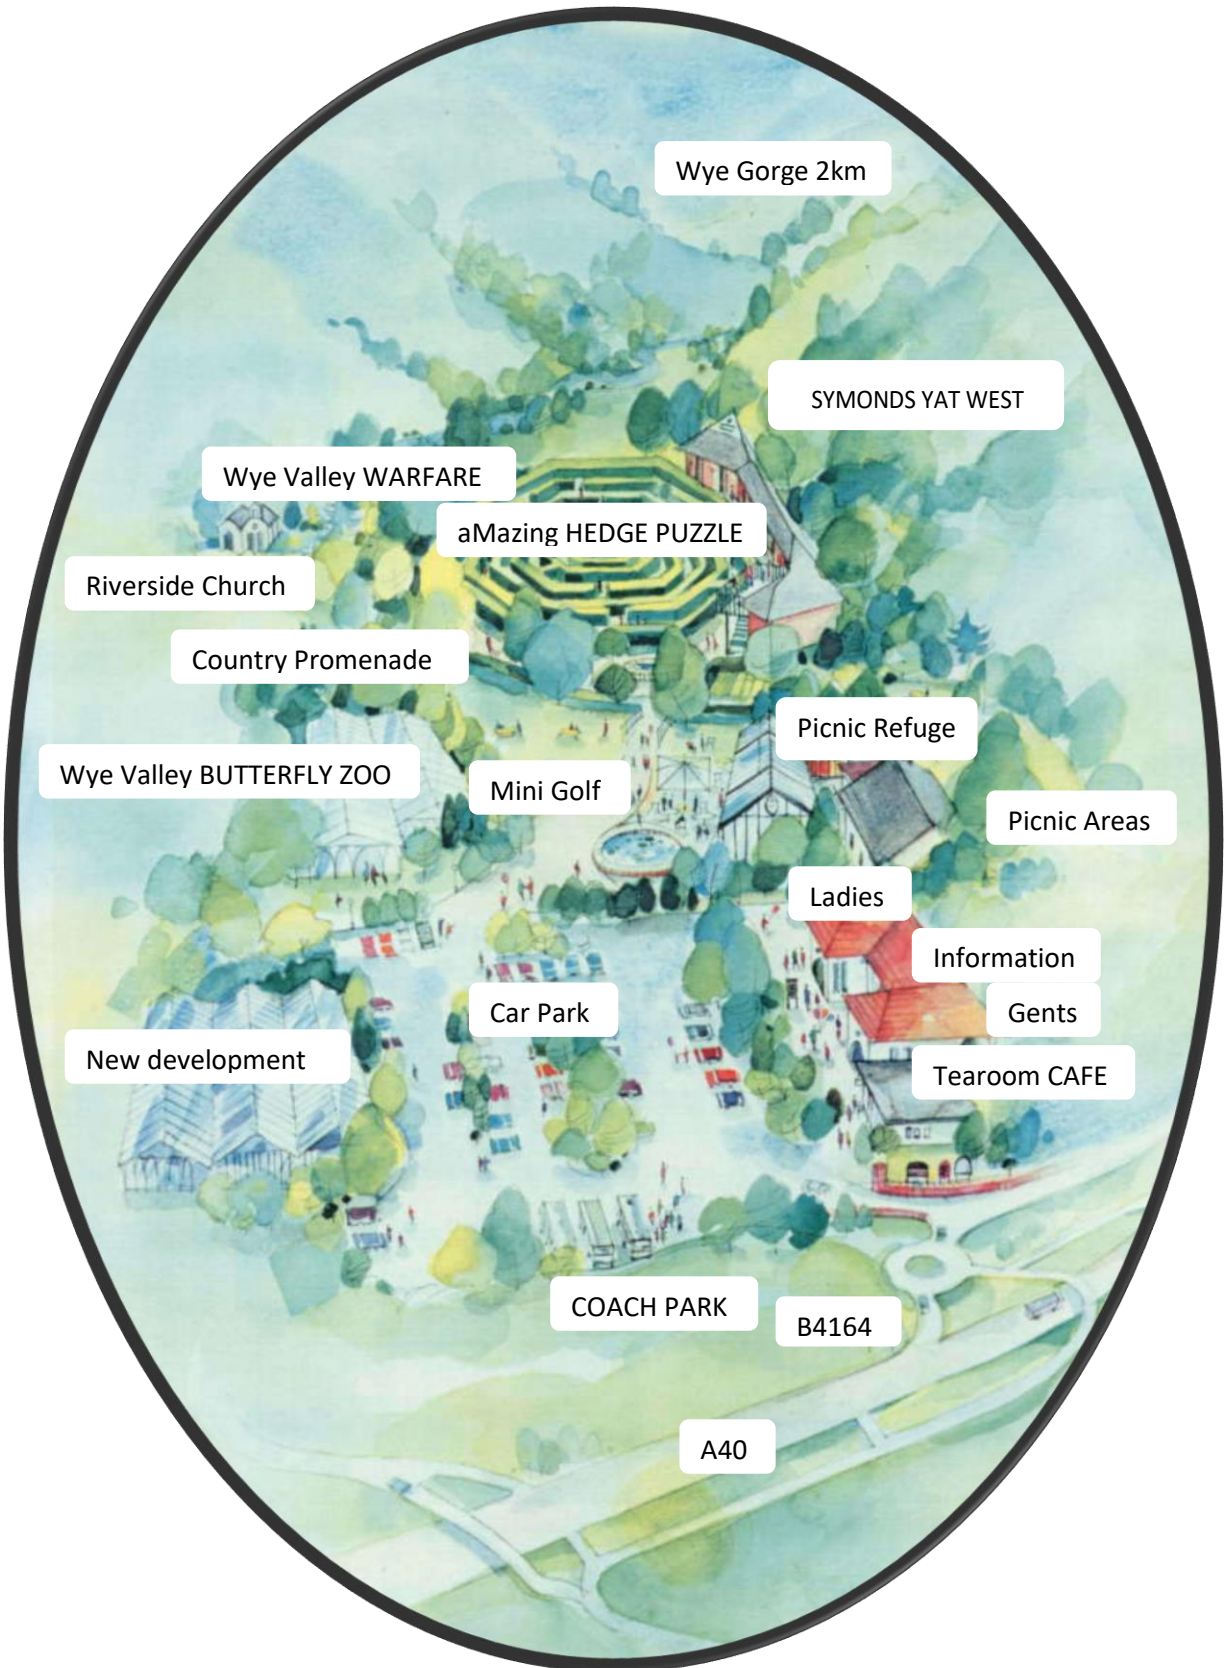 Wye Gorge 2km
SYMONDS YAT WEST
Wye Valley WARFARE
aMazing HEDGE PUZZLE
Riverside Church
Country Promenade
Picnic Refuge
Wye Valley BUTTERFLY ZOO
Mini Golf
Picnic Areas
Ladies
Information
Car Park
Gents
New development
Tearoom CAFE
COACH PARK
B4164
A40